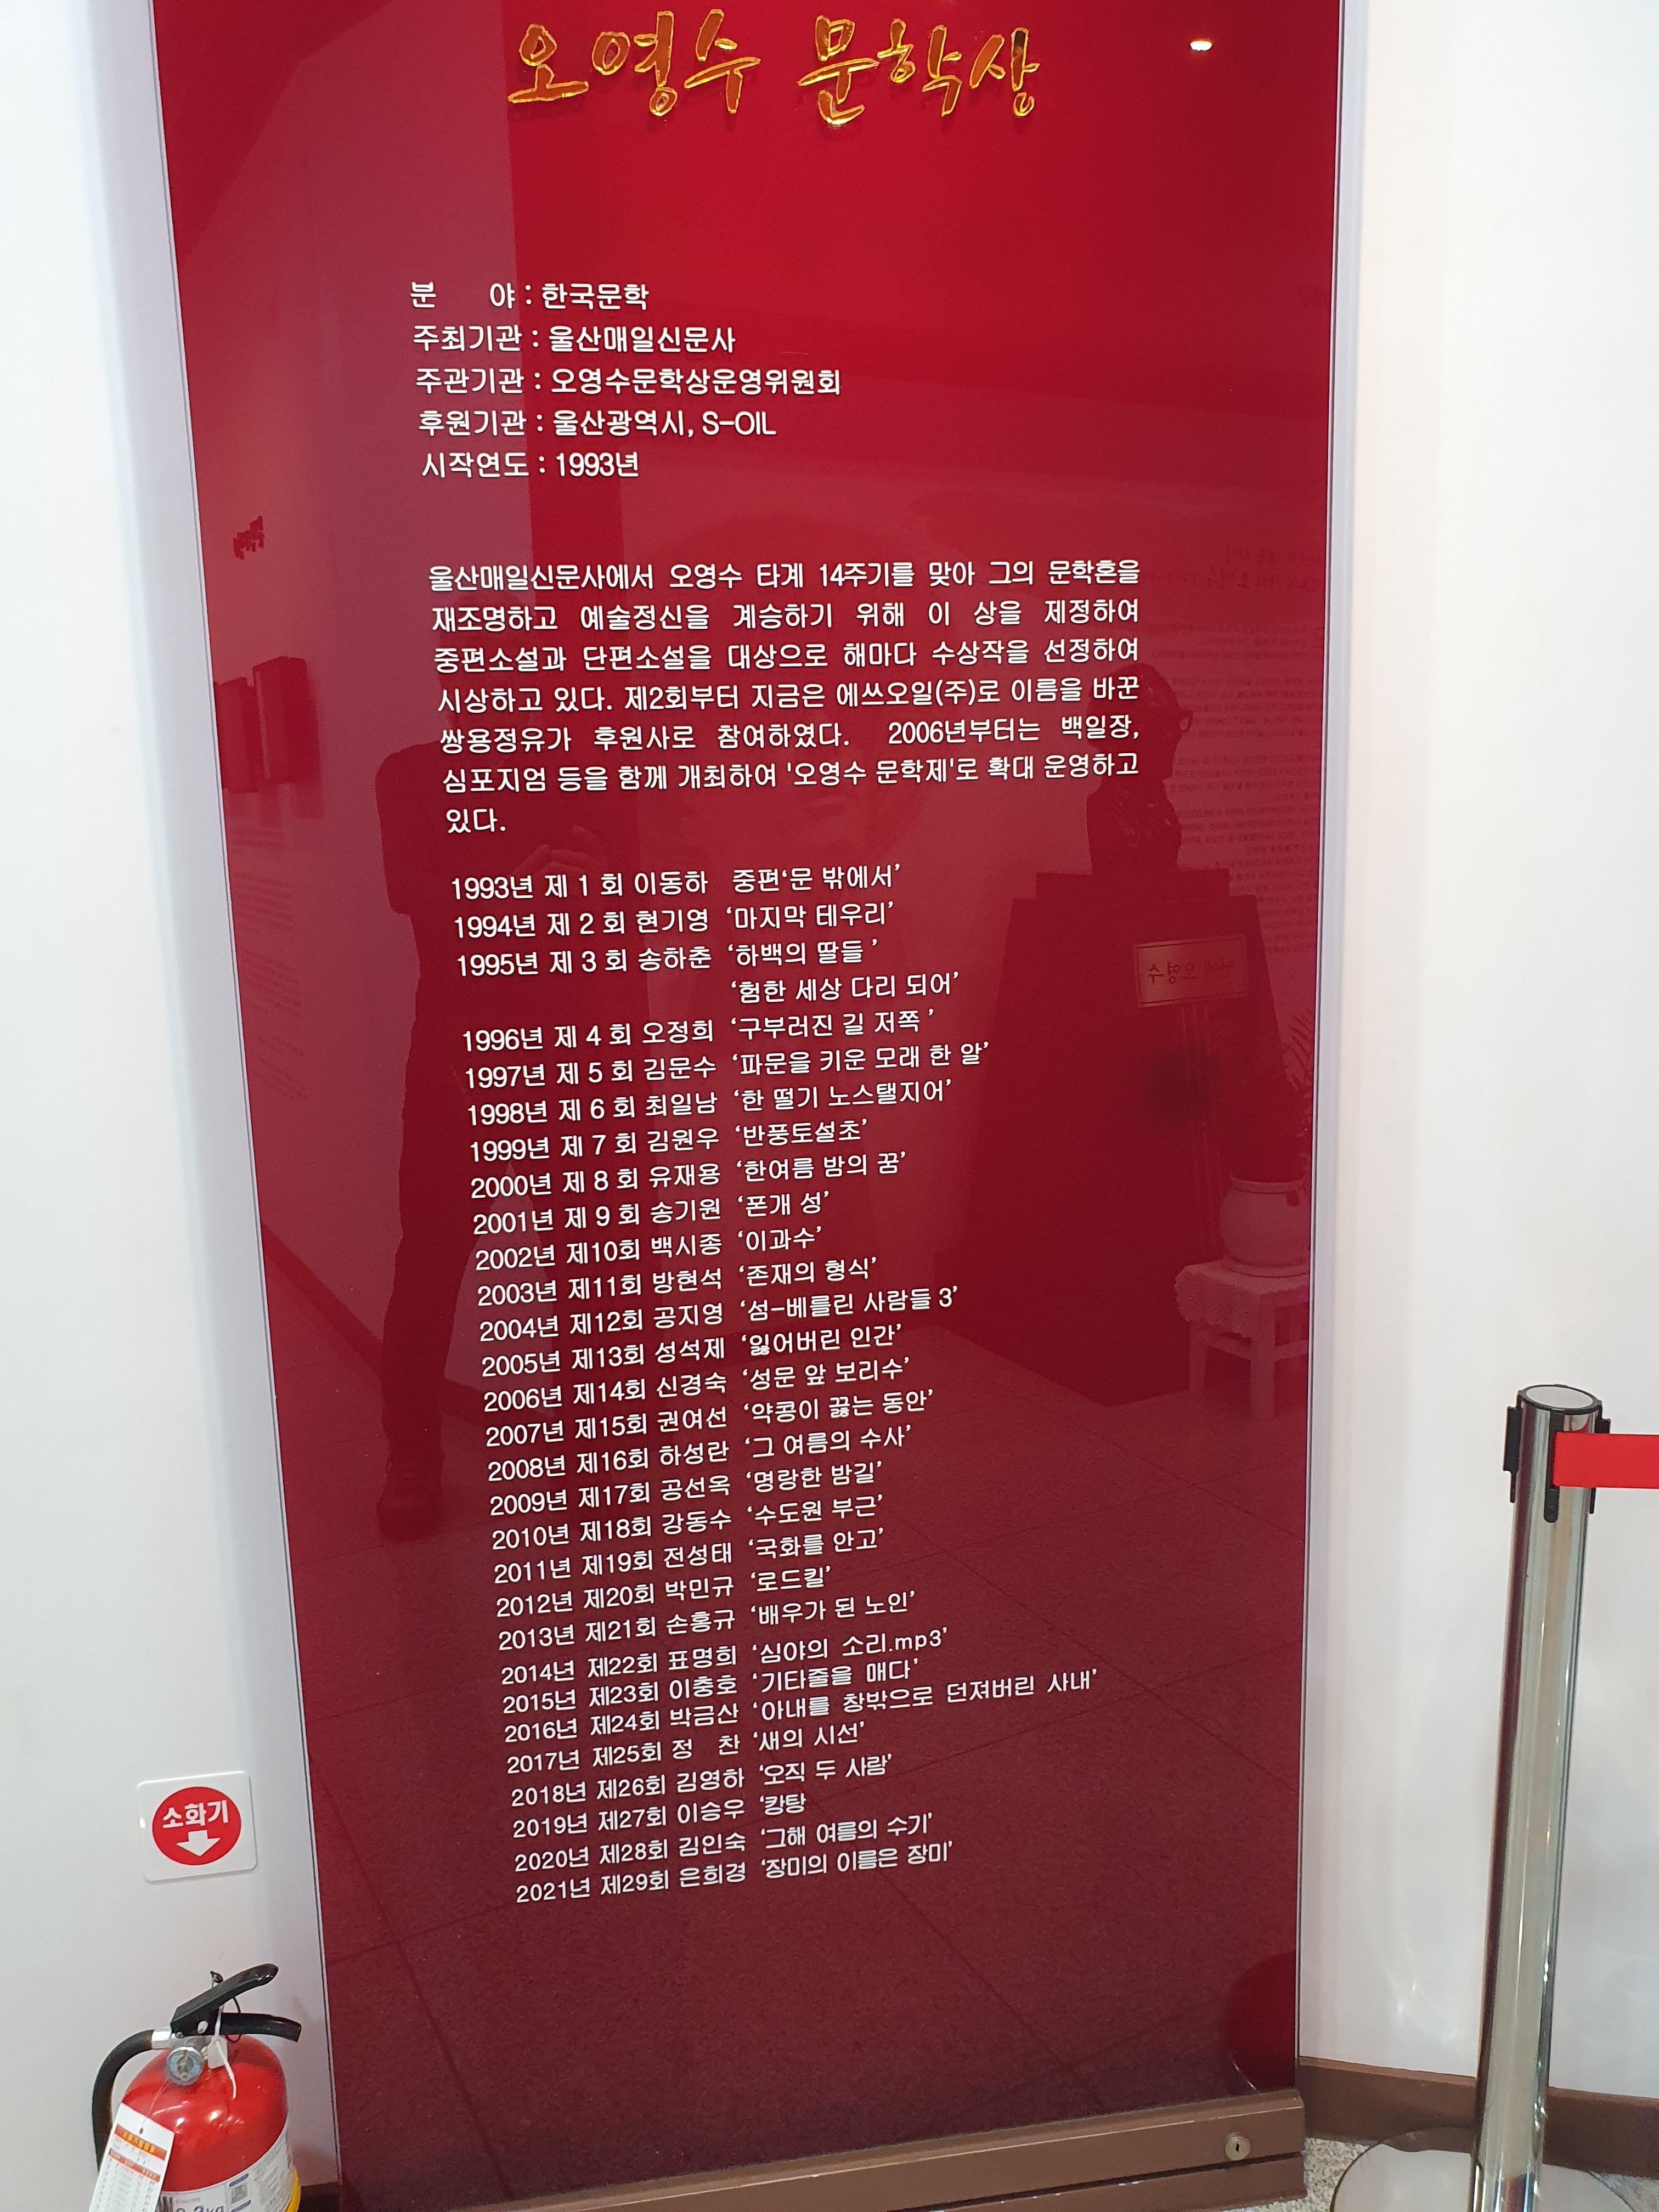 오영수 문학상
분 야 : 한국문학
주최기관 : 울산매일신문사
주관기관 : 오영수문학상운영위원회
후원기관 : 울산광역시, S-OIL
시작연도 : 1993년
울산매일신문사에서 오영수 타계 14주기를 맞아 그의 문학혼을
재조명하고 예술정신을 계승하기 위해 이 상을 제정하여
중편소설과 단편소설을 대상으로 해마다 수상작을 선정하여
시상하고 있다. 제2회부터 지금은 에쓰오일(주)로 이름을 바꾼
쌍용정유가 후원사로 참여하였다. 2006년부터는 백일장,
심포지엄 등을 함께 개최하여 '오영수 문학제'로 확대 운영하고
있다.
1993년 제 1 회 이동하 중편‘문 밖에서’
1994년 제 2 회 현기영 ‘마지막 테우리’
1995년 제 3 회 송하춘 ‘하백의 딸들 ’
‘험한 세상 다리 되어’
1996년 제 4 회 오정희 ‘구부러진 길 저쪽 ’
1997년 제 5 회 김문수 ‘파문을 키운 모래 한 알’
1998년 제 6 회 최일남 ‘한 떨기 노스탤지어’
1999년 제 7 회 김원우 ‘반풍토설초’
2000년 제 8 회 유재용 ‘한여름 밤의 꿈’
2001년 제 9 회 송기원 ‘폰개 성’
2002년 제10회 백시종 ‘이과수’
2003년 제11회 방현석 ‘존재의 형식’
2004년 제12회 공지영 ‘섬-베를린 사람들 3’
2005년 제13회 성석제 ‘잃어버린 인간’
2006년 제14회 신경숙 ‘성문 앞 보리수’
2007년 제15회 권여선 ‘약콩이 끓는 동안’
2008년 제16회 하성란 ‘그 여름의 수사’
2009년 제17회 공선옥 ‘명랑한 밤길’
2010년 제18회 강동수 ‘수도원 부근’
2011년 제19회 전성태 ‘국화를 안고’
2012년 제20회 박민규 ‘로드킬’
2013년 제21회 손홍규 ‘배우가 된 노인’
2014년 제22회 표명희 ‘심야의 소리.mp3’
2015년 제23회 이충호 ‘기타줄을 매다’
2016년 제24회 박금산 ‘아내를 창밖으로 던져버린 사내’
2017년 제25회 정 찬 ‘새의 시선’
2018년 제26회 김영하 ‘오직 두 사람’
2019년 제27회 이승우 ‘캉탕
2020년 제28회 김인숙 ‘그해 여름의 수기’
2021년 제29회 은희경 ‘장미의 이름은 장미’
소화기